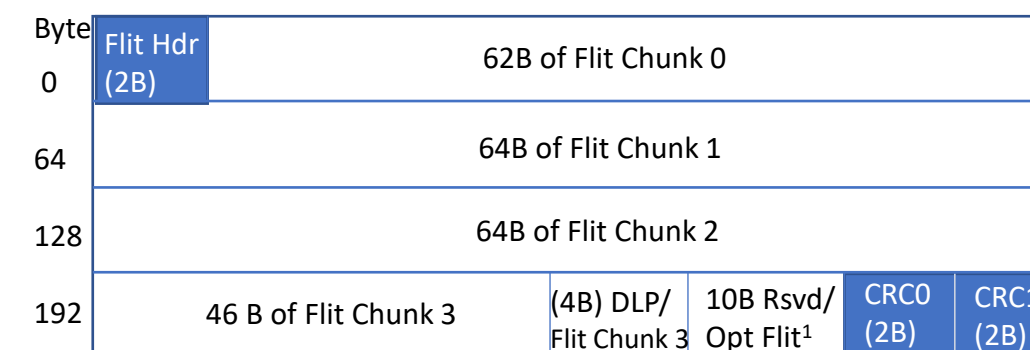 Byte
Flit Hdr
(2B)
0
62B of Flit Chunk 0
64
64B of Flit Chunk 1
128
64B of Flit Chunk 2
192
46 B of Flit Chunk 3
(4B) DLP/
Flit Chunk 3
10B Rsvd/
Opt Flit¹
CRC0
(2B)
CRC1
(2B)